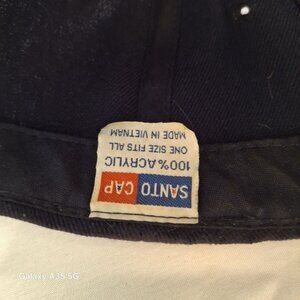 SANTO CAP
100% ACRYLIC
ONE SIZE FITS ALL
MADE IN VIETNAM
Galaxy A35 5G